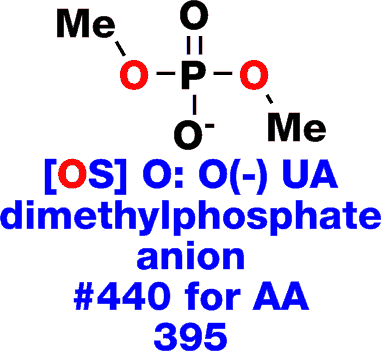 Me O
O P O
O- Me
[OS] O: O(-) UA
dimethylphosphate
anion
#440 for AA
395